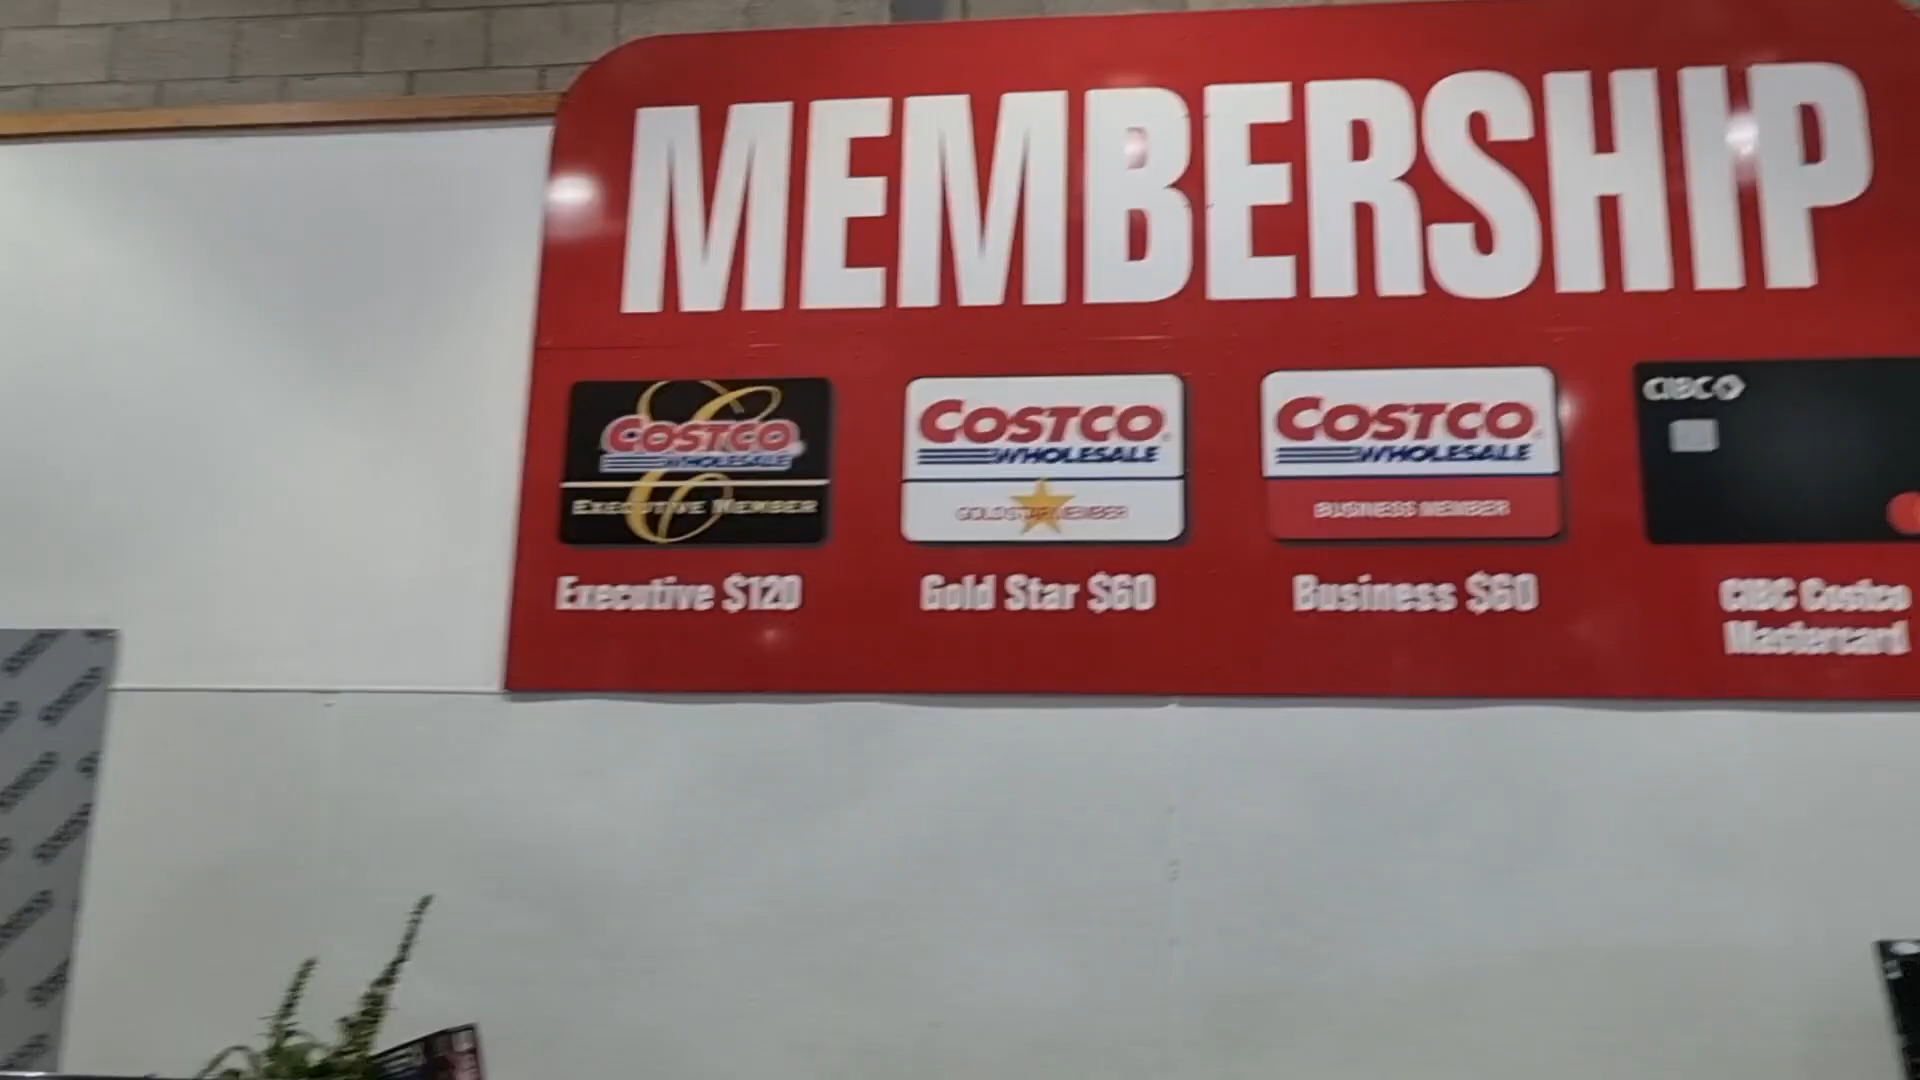 MEMBERSHIP
COSTCO
WHOLESALE
EXECUTIVE MEMBER
COSTCO
WHOLESALE
GOLD STAR MEMBER
COSTCO
WHOLESALE
BUSINESS MEMBER
CIBC
Executive $120
Gold Star $60
Business $60
CIBC Costco
Mastercard